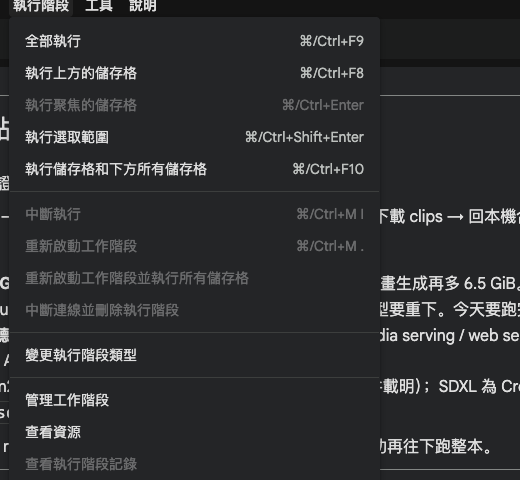 執行階段 工具 說明
全部執行 ⌘/Ctrl+F9
執行上方的儲存格 ⌘/Ctrl+F8
執行聚焦的儲存格 ⌘/Ctrl+Enter
執行選取範圍 ⌘/Ctrl+Shift+Enter
執行儲存格和下方所有儲存格 ⌘/Ctrl+F10
中斷執行 ⌘/Ctrl+M I
下載 clips → 回本機
重新啟動工作階段 ⌘/Ctrl+M .
重新啟動工作階段並執行所有儲存格
畫生成再多 6.5 GiB。
中斷連線並刪除執行階段
型要重下。今天要跑
dia serving / web se
變更執行階段類型
載明)；SDXL 為 Cre
管理工作階段
查看資源
再往下跑整本。
查看執行階段記錄